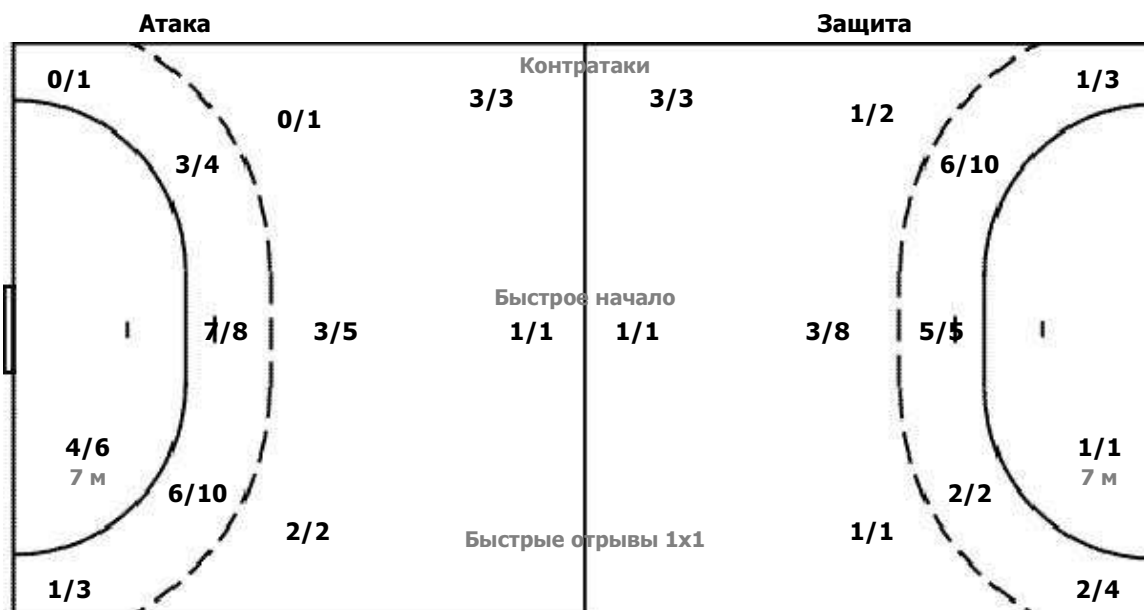 Атака Защита
Контратаки
0/1 1/3
3/3 3/3
0/1 1/2
3/4 6/10
Быстрое начало
7/8 3/5 1/1 1/1 3/8 5/5
4/6 1/1
7 м 7 м
6/10 2/2
2/2 1/1
Быстрые отрывы 1x1
1/3 2/4